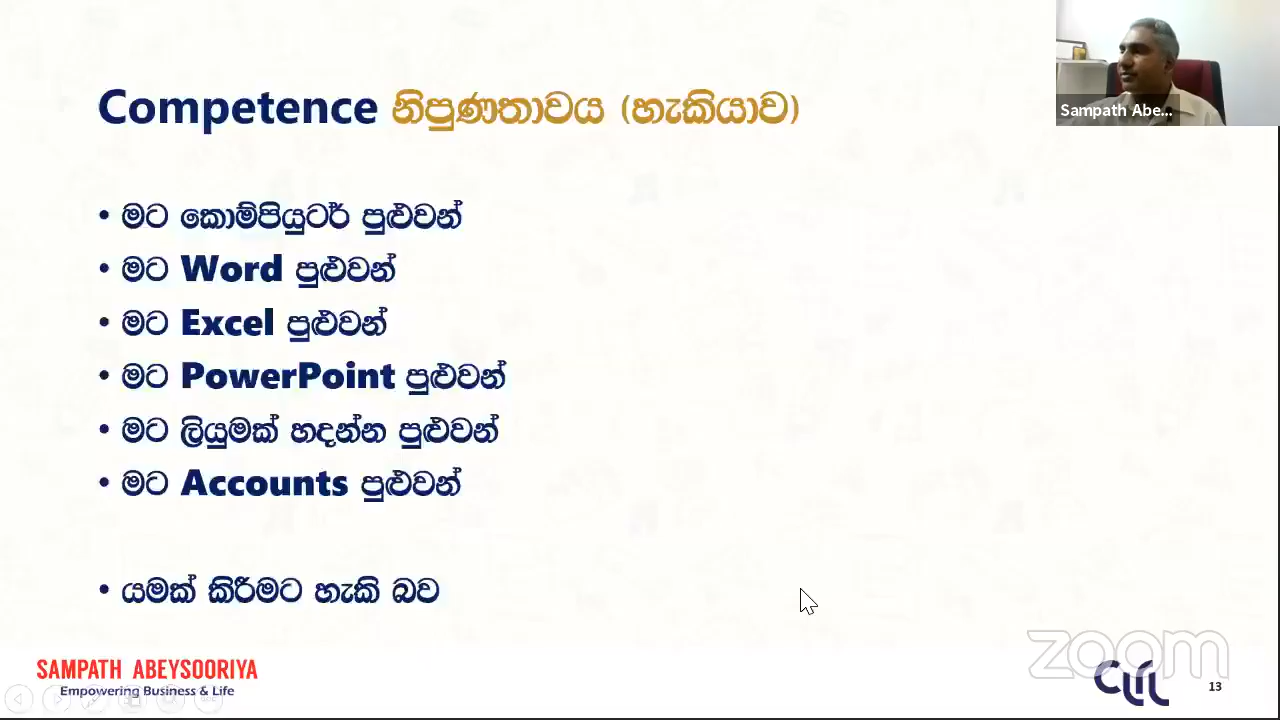 Sampath Abe...
Competence නිපුණතාවය (හැකියාව)
• මට කොම්පියුටර් පුළුවන්
• මට Word පුළුවන්
• මට Excel පුළුවන්
• මට PowerPoint පුළුවන්
• මට ලියුමක් හදන්න පුළුවන්
• මට Accounts පුළුවන්
• යමක් කිරීමට හැකි බව
SAMPATH ABEYSOORIYA
Empowering Business & Life
zoom
13